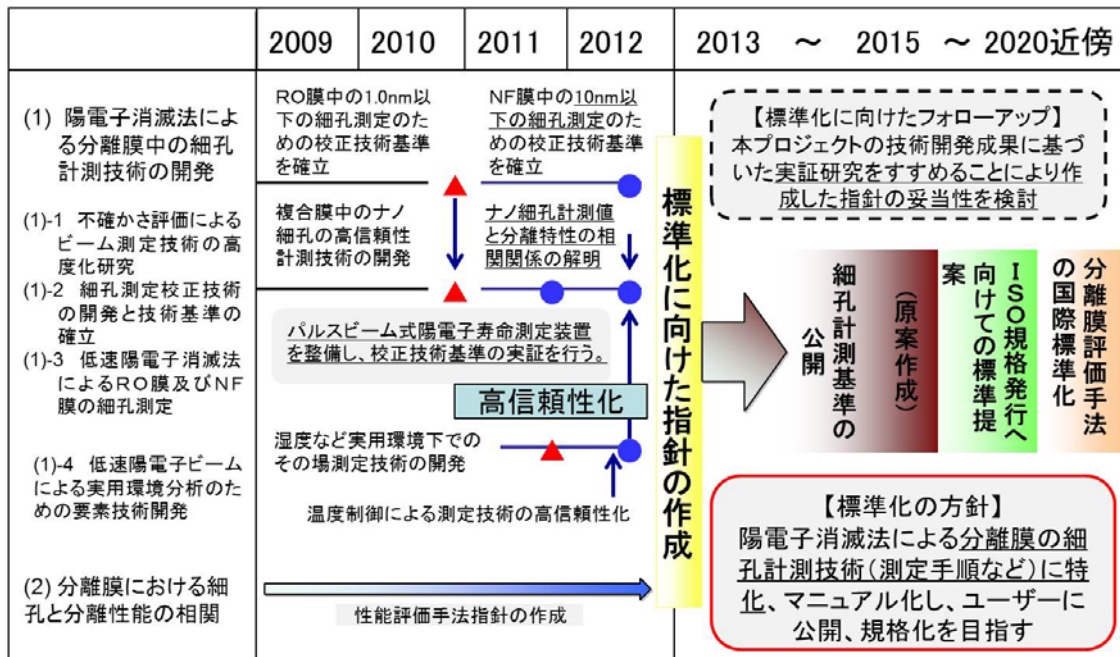 2009
2010
2011
2012
2013 ～ 2015 ～ 2020近傍
(1) 陽電子消滅法によ
る分離膜中の細孔
計測技術の開発
(1)-1 不確かさ評価による
ビーム測定技術の高
度化研究
(1)-2 細孔測定校正技術
の開発と技術基準の
確立
(1)-3 低速陽電子消滅法
によるRO膜及びNF
膜の細孔測定
(1)-4 低速陽電子ビーム
による実用環境分析のた
めの要素技術開発
(2) 分離膜における細
孔と分離性能の相関
RO膜中の1.0nm以
下の細孔測定のた
めの校正技術基準
を確立
NF膜中の10nm以
下の細孔測定のた
めの校正技術基準
を確立
複合膜中のナノ
細孔の高信頼性
計測技術の開発
ナノ細孔計測値
と分離特性の相
関関係の解明
パルスビーム式陽電子寿命測定装置
を整備し、校正技術基準の実証を行う。
高信頼性化
湿度など実用環境下での
その場測定技術の開発
温度制御による測定技術の高信頼性化
性能評価手法指針の作成
標準化に向けた指針の作成
【標準化に向けたフォローアップ】
本プロジェクトの技術開発成果に基づ
いた実証研究をすすめることにより作
成した指針の妥当性を検討
(原案作成)
細孔計測基準の
公開
ISO規格発行へ
向けての標準提
案
分離膜評価手法
の国際標準化
【標準化の方針】
陽電子消滅法による分離膜の細
孔計測技術(測定手順など)に特
化、マニュアル化し、ユーザーに
公開、規格化を目指す